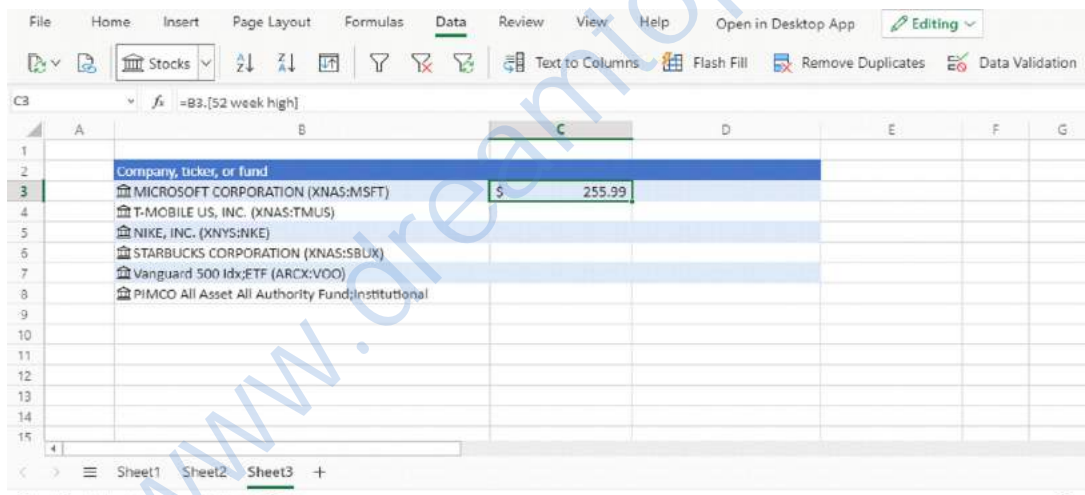 File Home Insert Page Layout Formulas Data Review View Help Open in Desktop App Editing
Stocks Text to Columns Flash Fill Remove Duplicates Data Validation
C3 fx =B3.[52 week high]
A B C D E F G
1
2 Company, ticker, or fund
3 MICROSOFT CORPORATION (XNAS:MSFT) $ 255.99
4 T-MOBILE US, INC. (XNAS:TMUS)
5 NIKE, INC. (XNYS:NKE)
6 STARBUCKS CORPORATION (XNAS:SBUX)
7 Vanguard 500 Idx;ETF (ARCX:VOO)
8 PIMCO All Asset All Authority Fund;Institutional
9
10
11
12
13
14
15
Sheet1 Sheet2 Sheet3 +
www.dreamto